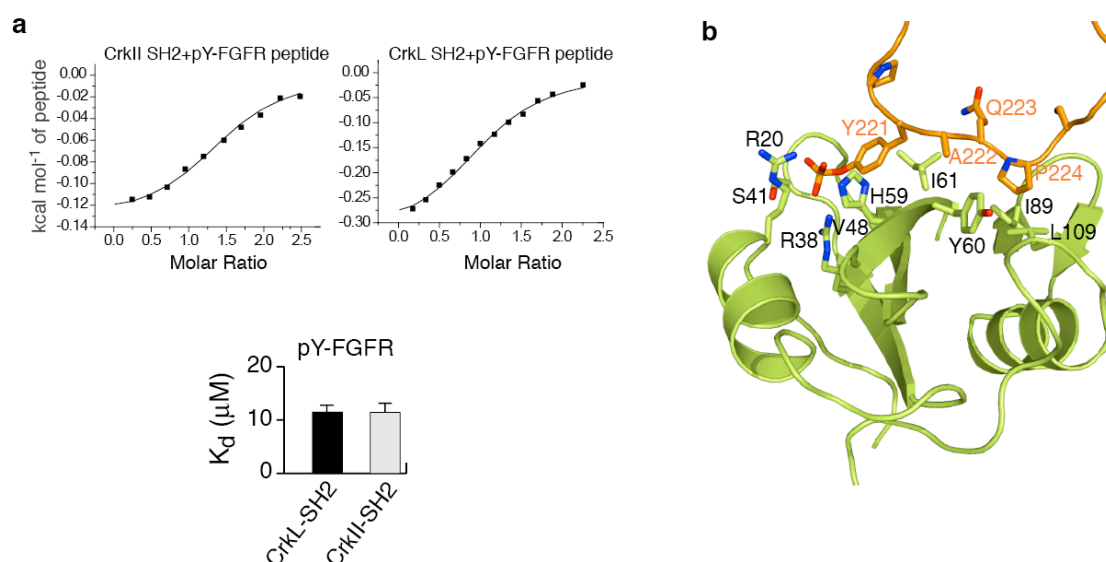 a
CrkII SH2+pY-FGFR peptide
kcal mol-1 of peptide
0.00
-0.02
-0.04
-0.06
-0.08
-0.10
-0.12
-0.14
0.0 0.5 1.0 1.5 2.0 2.5
Molar Ratio
CrkL SH2+pY-FGFR peptide
0.00
-0.05
-0.10
-0.15
-0.20
-0.25
-0.30
0.0 0.5 1.0 1.5 2.0 2.5
Molar Ratio
pY-FGFR
Kd (μM)
20
10
0
CrkL-SH2
CrkII-SH2
b
Q223
Y221
R20
A222
P224
I61
S41
H59
I89
V48
L109
R38
Y60